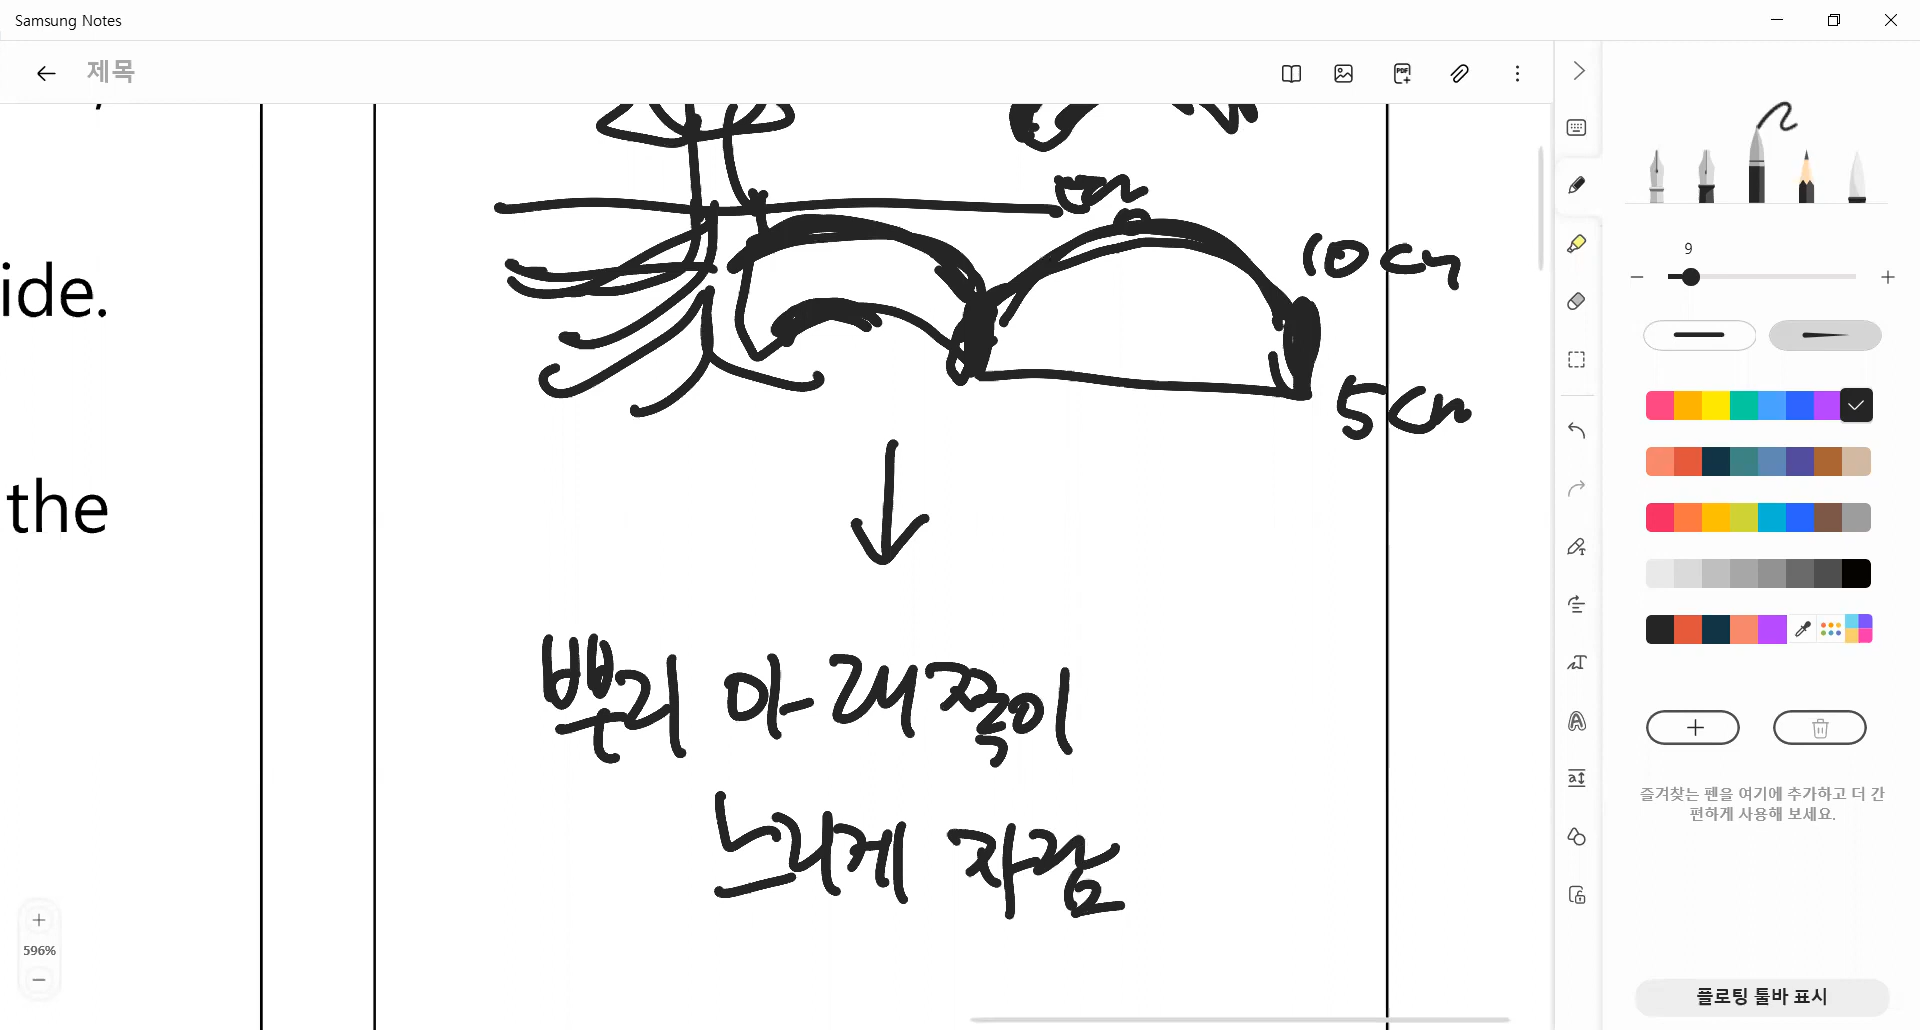 Samsung Notes
제목
ide.
the
10cm
5cm
뿌리 아래쪽이
느리게 자람
596%
9
즐겨찾는 펜을 여기에 추가하고 더 간
편하게 사용해 보세요.
플로팅 툴바 표시